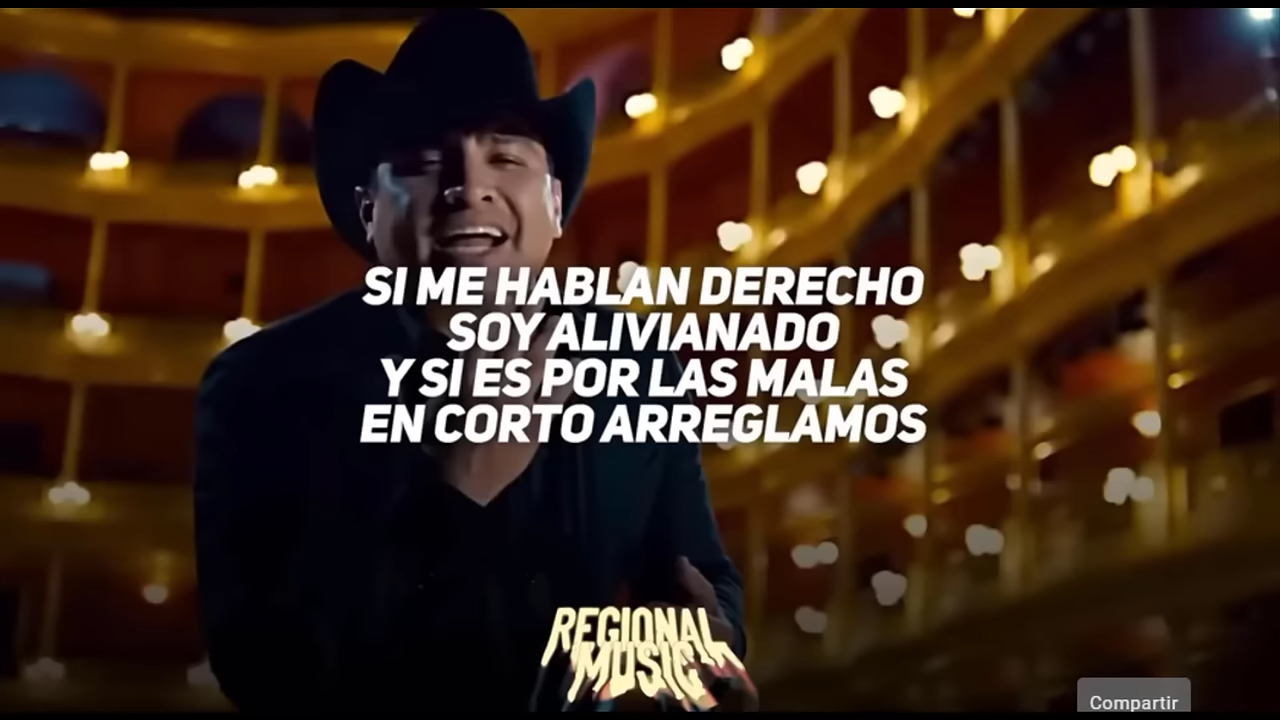 SI ME HABLAN DERECHO
SOY ALIVIANADO
Y SI ES POR LAS MALAS
EN CORTO ARREGLAMOS
REGIONAL
MUSIC
Compartir